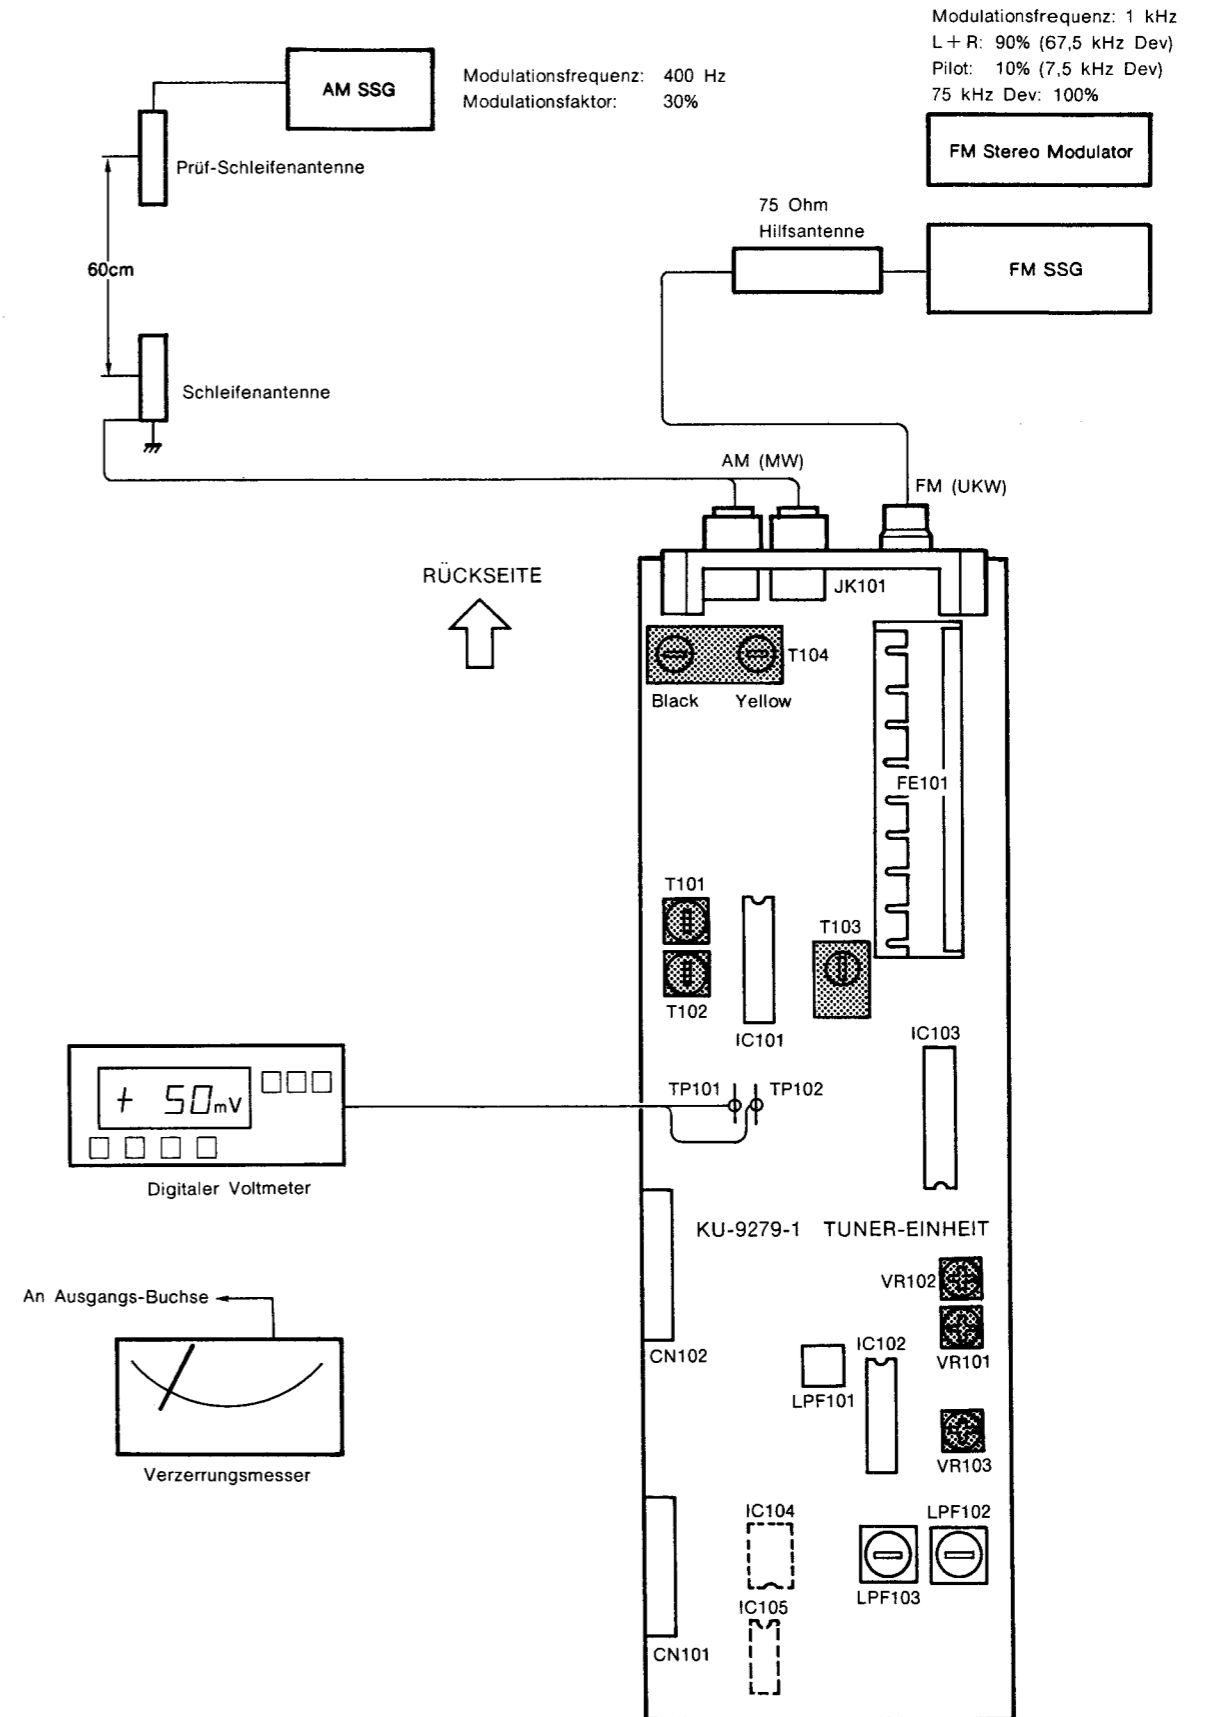 Modulationsfrequenz: 1 kHz
L+R: 90% (67,5 kHz Dev)
Pilot: 10% (7,5 kHz Dev)
75 kHz Dev: 100%
AM SSG
Modulationsfrequenz: 400 Hz
Modulationsfaktor: 30%
FM Stereo Modulator
Prüf-Schleifenantenne
75 Ohm
Hilfsantenne
60cm
FM SSG
Schleifenantenne
AM (MW)
FM (UKW)
RÜCKSEITE
JK101
T104
Black Yellow
FE101
T101
T103
T102
IC101
IC103
TP101 TP102
+ 50mV
Digitaler Voltmeter
KU-9279-1 TUNER-EINHEIT
VR102
An Ausgangs-Buchse
CN102
IC102
VR101
LPF101
VR103
Verzerrungsmesser
IC104
LPF102
LPF103
IC105
CN101